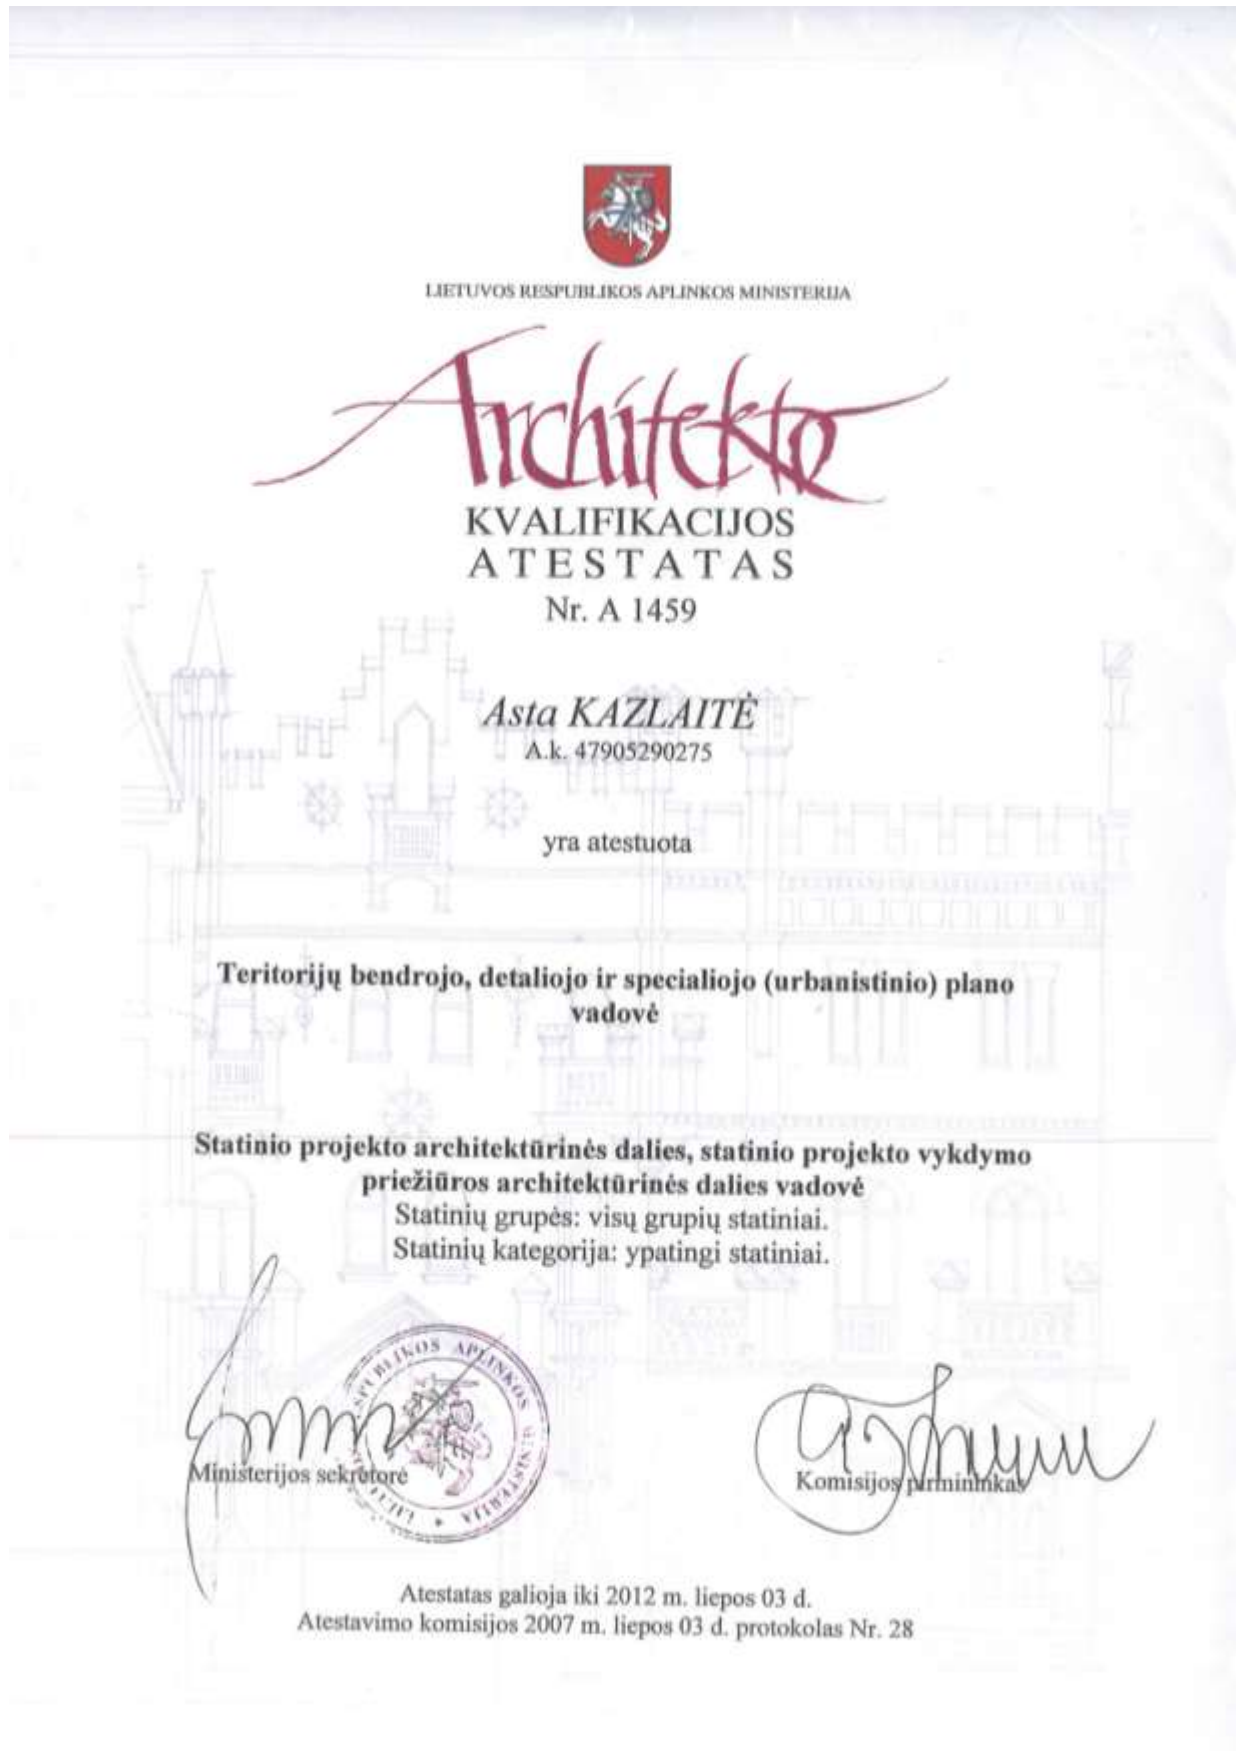 LIETUVOS RESPUBLIKOS APLINKOS MINISTERIJA
Architekto
KVALIFIKACIJOS
ATESTATAS
Nr. A 1459
Asta KAZLAITĖ
A.k. 47905290275
yra atestuota
Teritorijų bendrojo, detaliojo ir specialiojo (urbanistinio) plano
vadovė
Statinio projekto architektūrinės dalies, statinio projekto vykdymo
priežiūros architektūrinės dalies vadovė
Statinių grupės: visų grupių statiniai.
Statinių kategorija: ypatingi statiniai.
APLINKOS MINISTERIJA
Ministerijos sekretorė
Komisijos pirmininkas
Atestatas galioja iki 2012 m. liepos 03 d.
Atestavimo komisijos 2007 m. liepos 03 d. protokolas Nr. 28